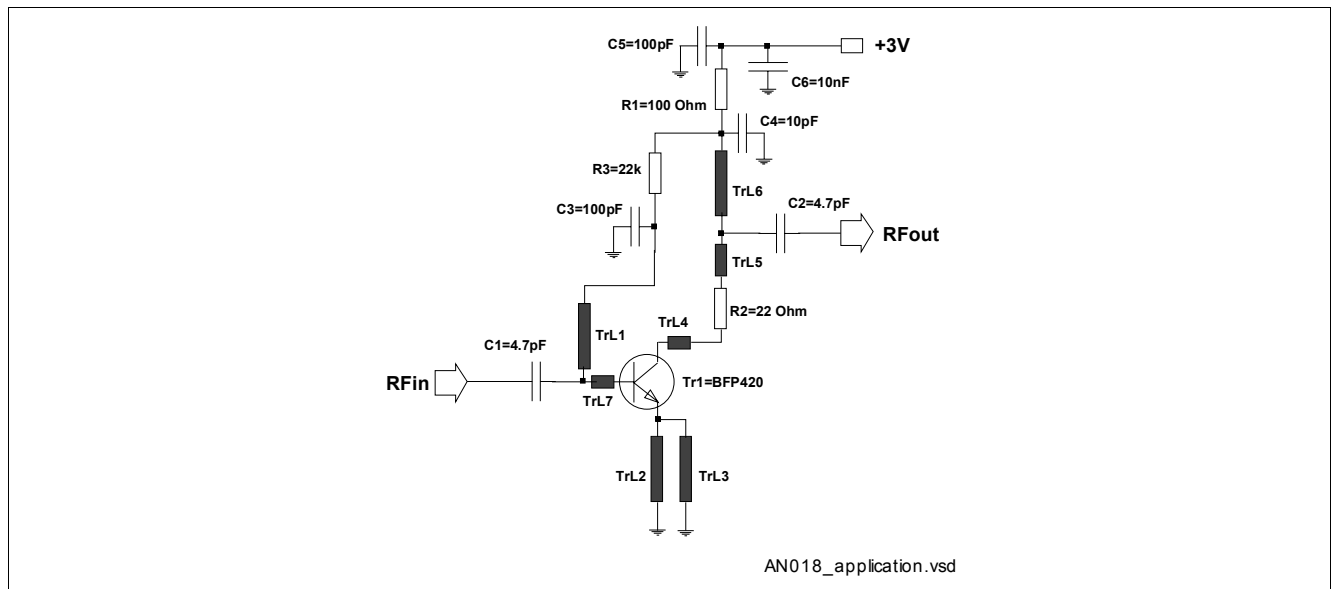 C5=100pF
+3V
C6=10nF
R1=100 Ohm
C4=10pF
R3=22k
TrL6
C2=4.7pF
C3=100pF
RFout
TrL5
R2=22 Ohm
TrL4
TrL1
C1=4.7pF
RFin
Tr1=BFP420
TrL7
TrL2
TrL3
AN018_application.vsd